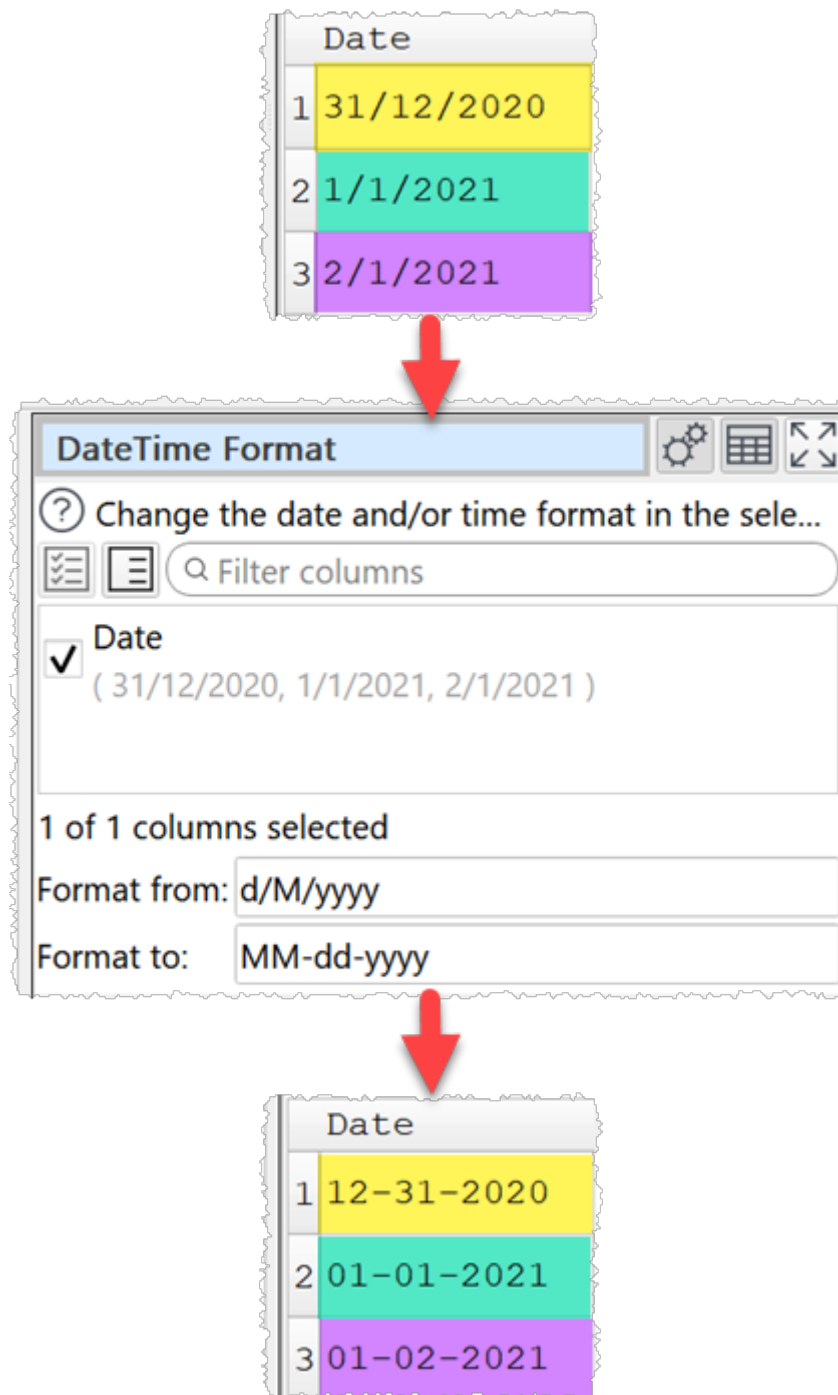 Date
1 31/12/2020
2 1/1/2021
3 2/1/2021
DateTime Format
? Change the date and/or time format in the sele...
Filter columns
Date
( 31/12/2020, 1/1/2021, 2/1/2021 )
1 of 1 columns selected
Format from: d/M/yyyy
Format to: MM-dd-yyyy
Date
1 12-31-2020
2 01-01-2021
3 01-02-2021